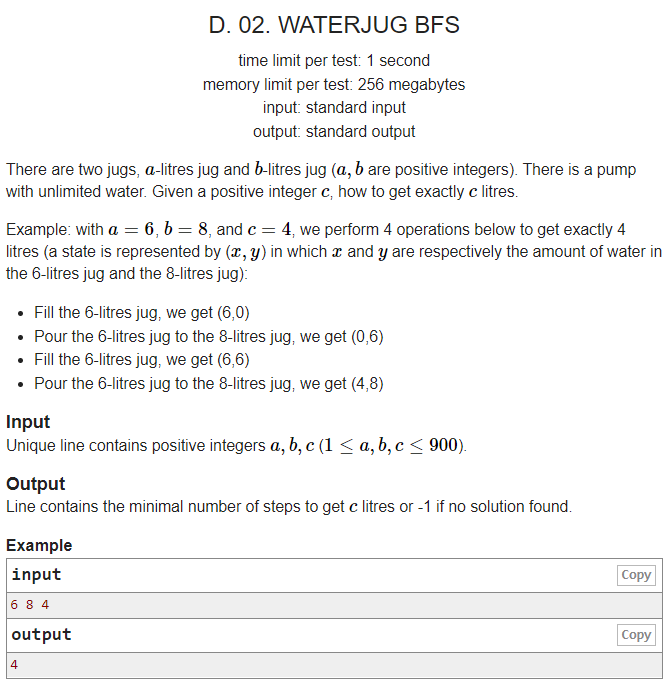 D. 02. WATERJUG BFS
time limit per test: 1 second
memory limit per test: 256 megabytes
input: standard input
output: standard output
There are two jugs, a-litres jug and b-litres jug (a, b are positive integers). There is a pump
with unlimited water. Given a positive integer c, how to get exactly c litres.
Example: with a = 6, b = 8, and c = 4, we perform 4 operations below to get exactly 4
litres (a state is represented by (x, y) in which x and y are respectively the amount of water in
the 6-litres jug and the 8-litres jug):
• Fill the 6-litres jug, we get (6,0)
• Pour the 6-litres jug to the 8-litres jug, we get (0,6)
• Fill the 6-litres jug, we get (6,6)
• Pour the 6-litres jug to the 8-litres jug, we get (4,8)
Input
Unique line contains positive integers a, b, c (1 ≤ a, b, c ≤ 900).
Output
Line contains the minimal number of steps to get c litres or -1 if no solution found.
Example
input Copy
6 8 4
output Copy
4